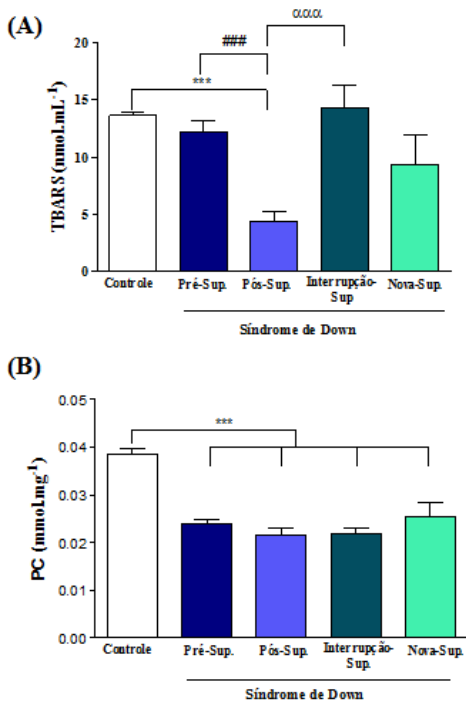 (A)
ααα
###
***
20
15
10
5
0
TBARS (nmol.mL⁻¹)
Controle Pré-Sup. Pós-Sup. Interrupção-Sup Nova-Sup.
Síndrome de Down
(B)
***
0.05
0.04
0.03
0.02
0.01
0.00
PC (mmol.mg⁻¹)
Controle Pré-Sup. Pós-Sup. Interrupção-Sup. Nova-Sup.
Síndrome de Down